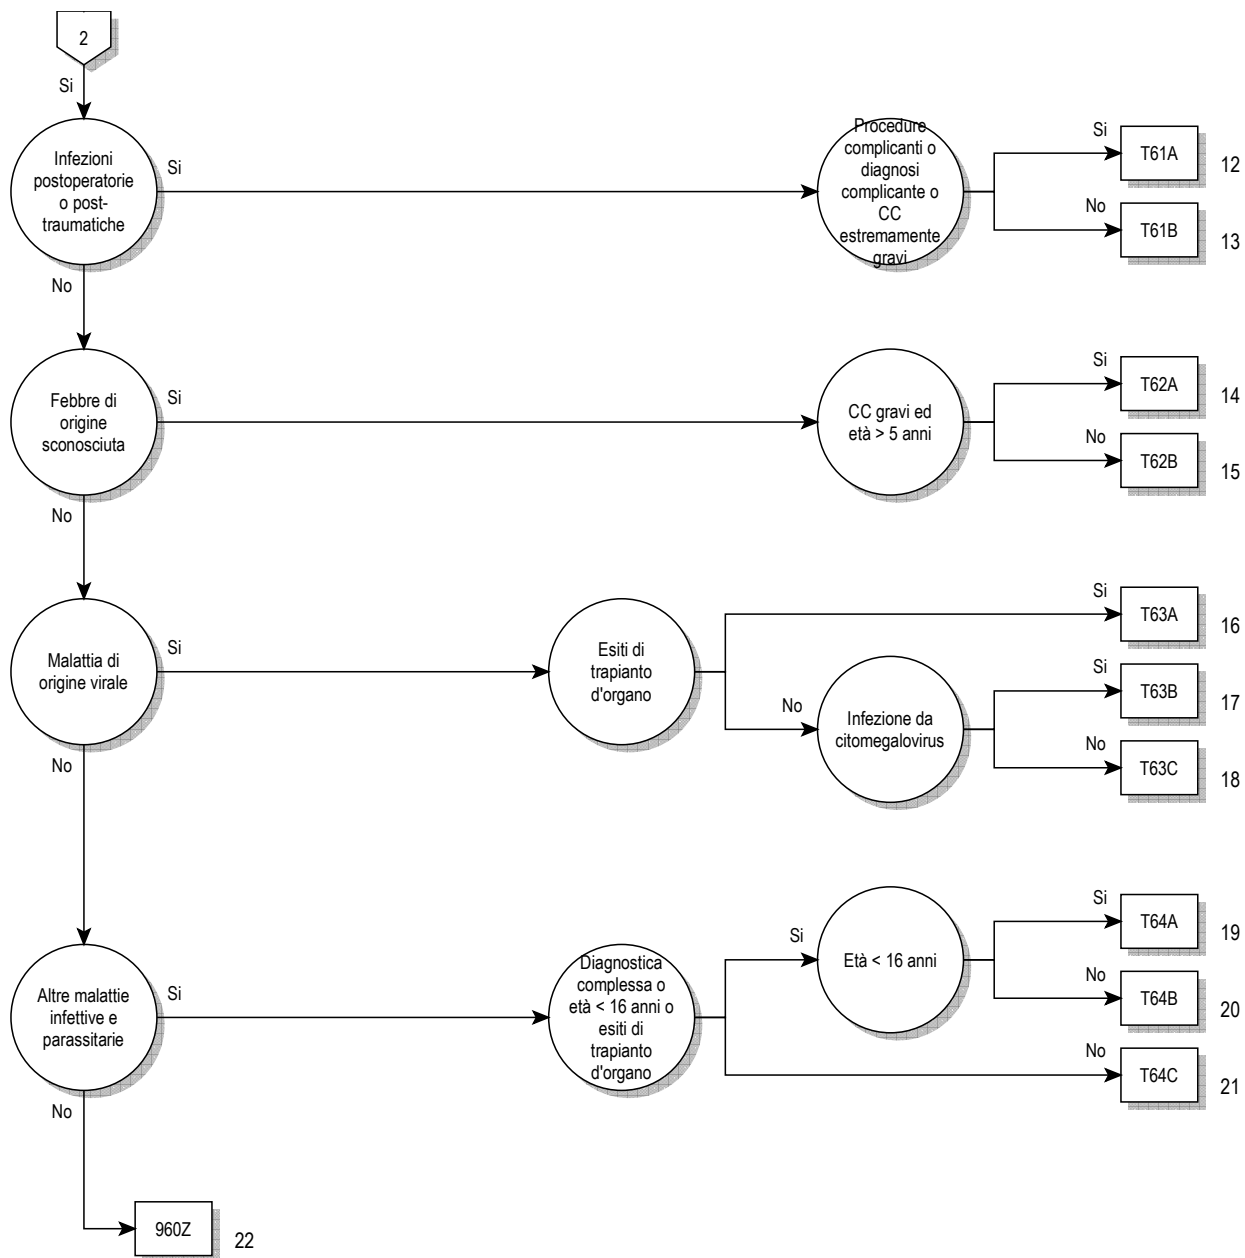 2
Si
Infezioni
postoperatorie
o post-
traumatiche
Si
Procedure
complicanti o
diagnosi
complicante o
CC
estremamente
gravi
Si
T61A
12
No
T61B
13
No
Febbre di
origine
sconosciuta
Si
CC gravi ed
età > 5 anni
Si
T62A
14
No
T62B
15
No
Malattia di
origine virale
Si
Esiti di
trapianto
d'organo
Si
T63A
16
No
Infezione da
citomegalovirus
Si
T63B
17
No
T63C
18
No
Altre malattie
infettive e
parassitarie
Si
Diagnostica
complessa o
età < 16 anni o
esiti di
trapianto
d'organo
Si
Età < 16 anni
Si
T64A
19
No
T64B
20
No
T64C
21
No
960Z
22